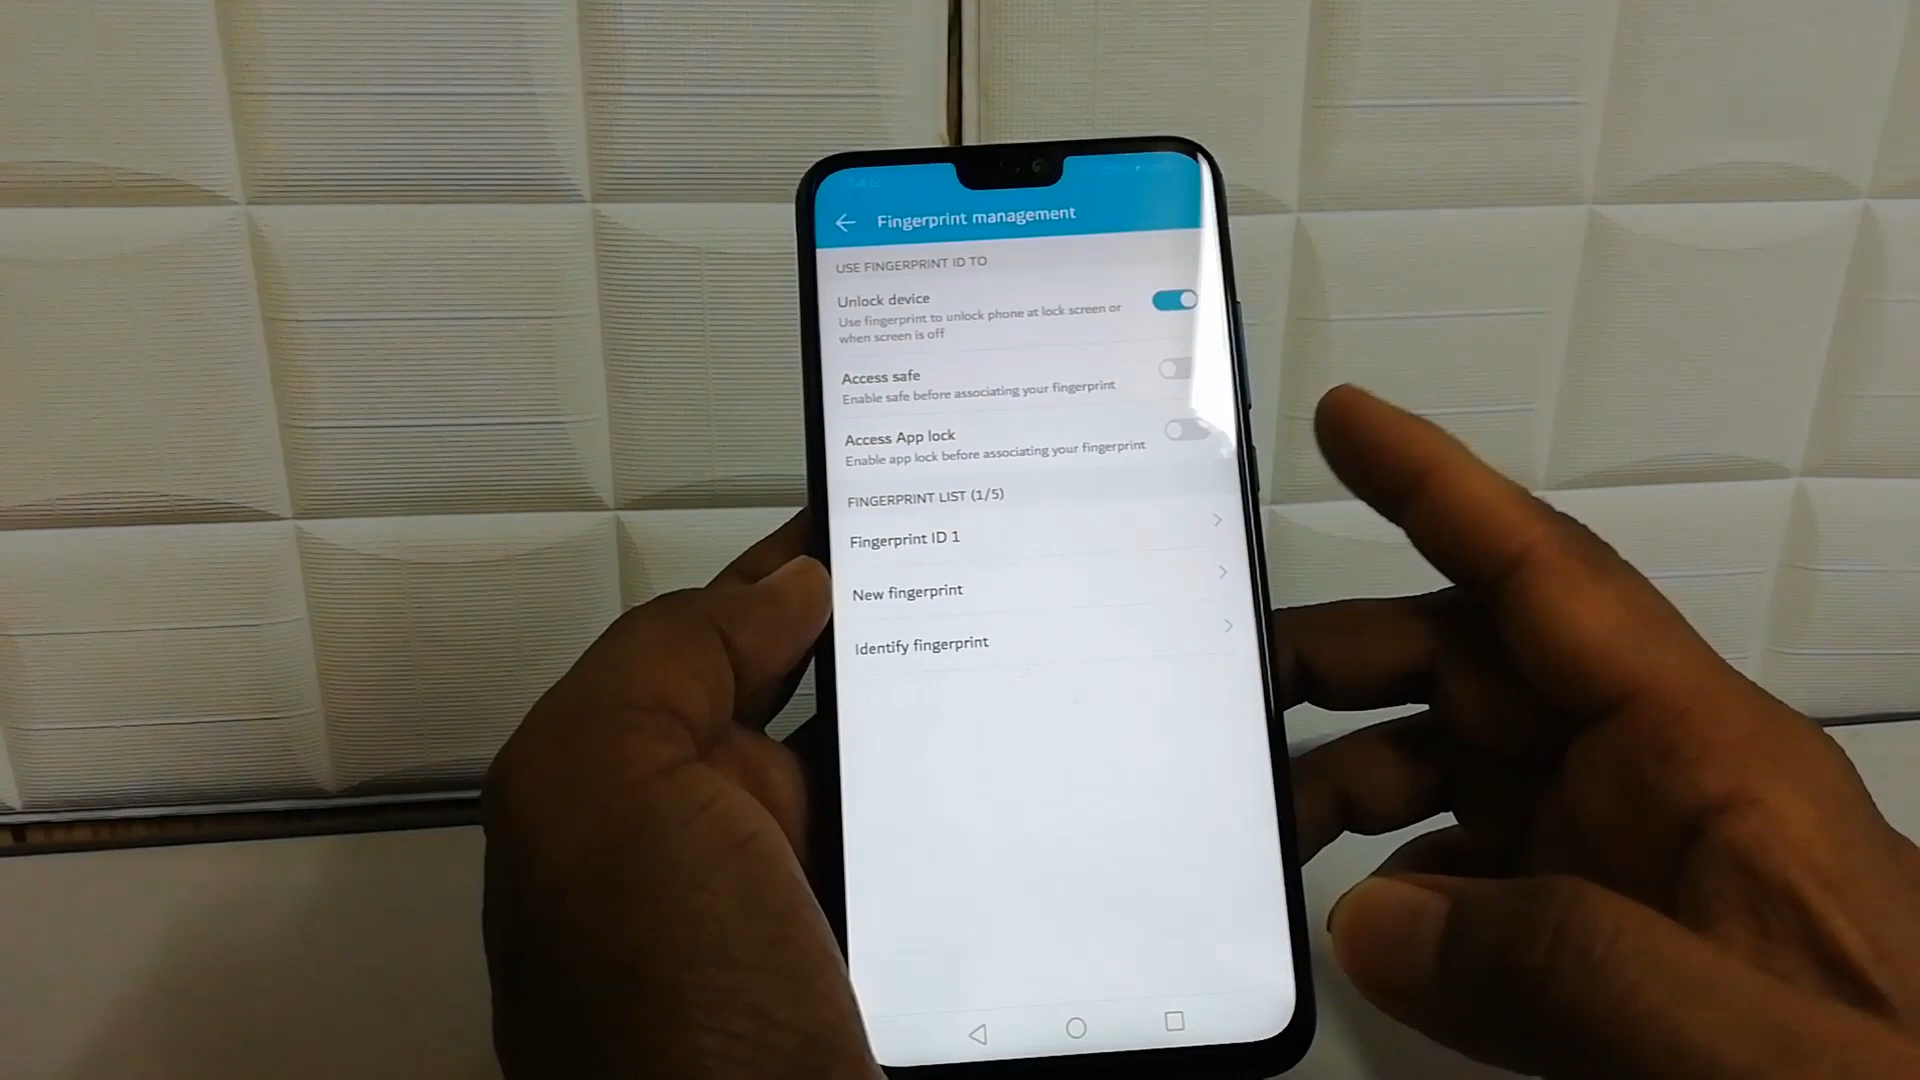 Fingerprint management
USE FINGERPRINT ID TO
Unlock device
Use fingerprint to unlock phone at lock screen or
when screen is off
Access safe
Enable safe before associating your fingerprint
Access App lock
Enable app lock before associating your fingerprint
FINGERPRINT LIST (1/5)
Fingerprint ID 1
New fingerprint
Identify fingerprint